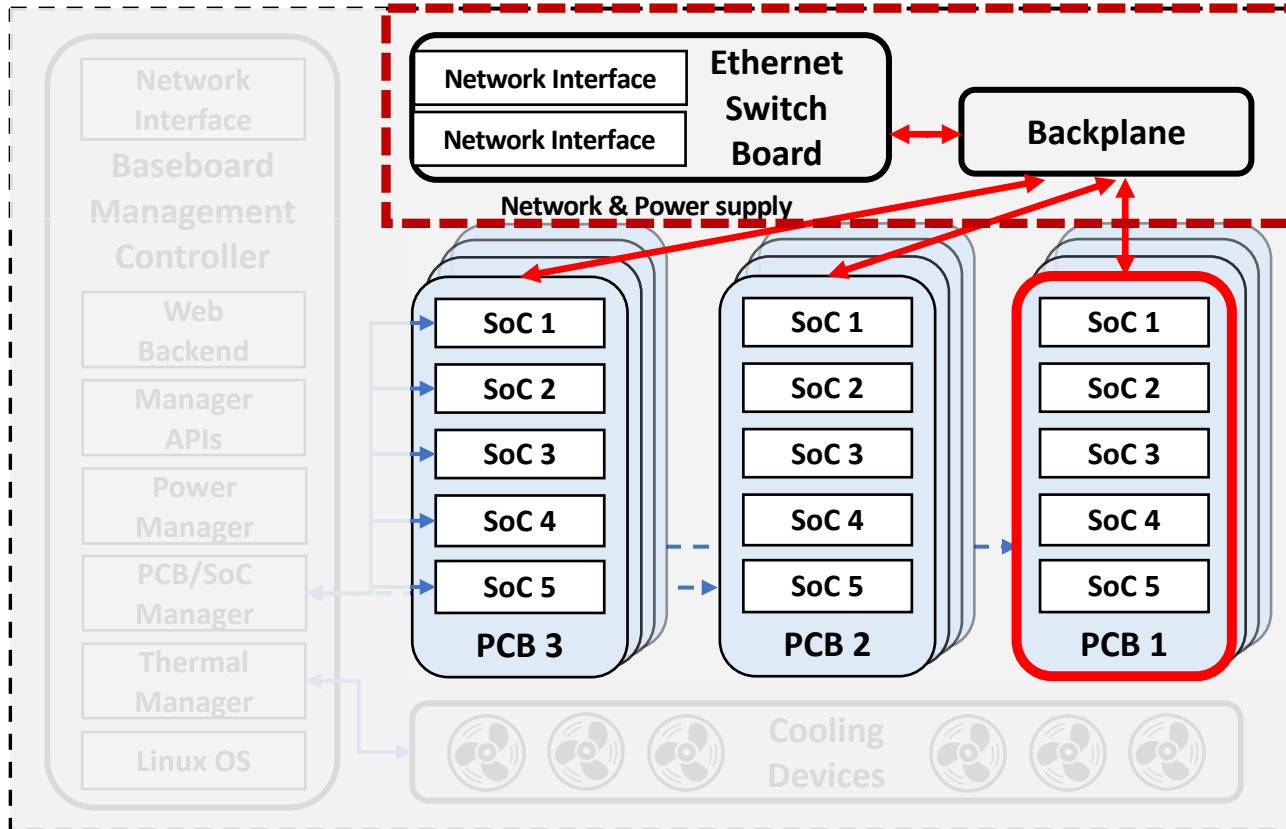 Network
Interface
Baseboard
Management
Controller
Web
Backend
Manager
APIs
Power
Manager
PCB/SoC
Manager
Thermal
Manager
Linux OS
Network Interface
Network Interface
Ethernet
Switch
Board
Backplane
Network & Power supply
SoC 1
SoC 2
SoC 3
SoC 4
SoC 5
PCB 3
SoC 1
SoC 2
SoC 3
SoC 4
SoC 5
PCB 2
SoC 1
SoC 2
SoC 3
SoC 4
SoC 5
PCB 1
Cooling
Devices